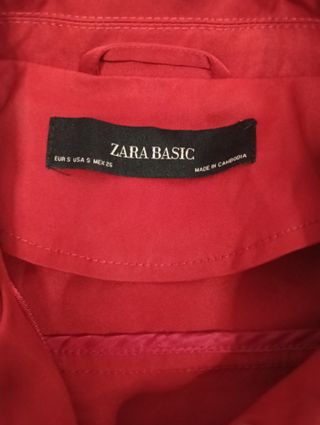 ZARA BASIC
EUR S USA S MEX 26
MADE IN CAMBODIA